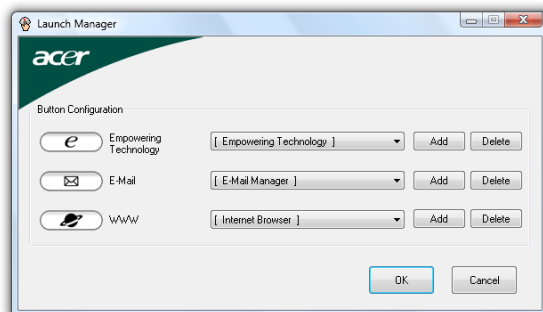 Launch Manager
acer
Button Configuration
e Empowering Technology [ Empowering Technology ] Add Delete
E-Mail [ E-Mail Manager ] Add Delete
WWW [ Internet Browser ] Add Delete
OK Cancel